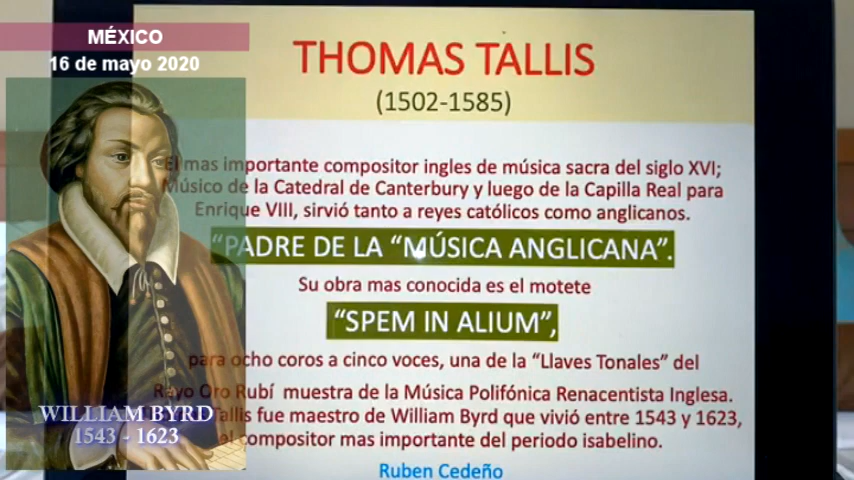 MÉXICO
16 de mayo 2020
THOMAS TALLIS
(1502-1585)
El mas importante compositor ingles de música sacra del siglo XVI;
Músico de la Catedral de Canterbury y luego de la Capilla Real para
Enrique VIII, sirvió tanto a reyes católicos como anglicanos.
“PADRE DE LA “MÚSICA ANGLICANA”.
Su obra mas conocida es el motete
“SPEM IN ALIUM”,
para ocho coros a cinco voces, una de la “Llaves Tonales” del
Rayo Oro Rubí muestra de la Música Polifónica Renacentista Inglesa.
Tallis fue maestro de William Byrd que vivió entre 1543 y 1623,
el compositor mas importante del periodo isabelino.
Ruben Cedeño
WILLIAM BYRD
1543 - 1623